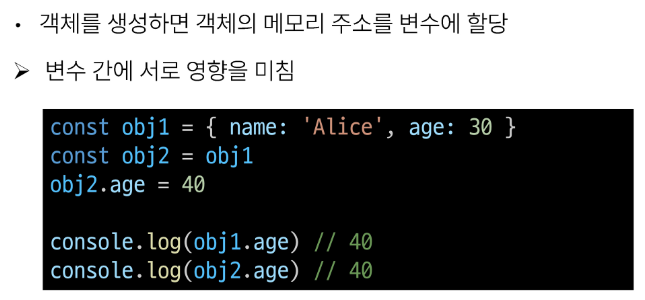 • 객체를 생성하면 객체의 메모리 주소를 변수에 할당
➢ 변수 간에 서로 영향을 미침
const obj1 = { name: 'Alice', age: 30 }
const obj2 = obj1
obj2.age = 40

console.log(obj1.age) // 40
console.log(obj2.age) // 40